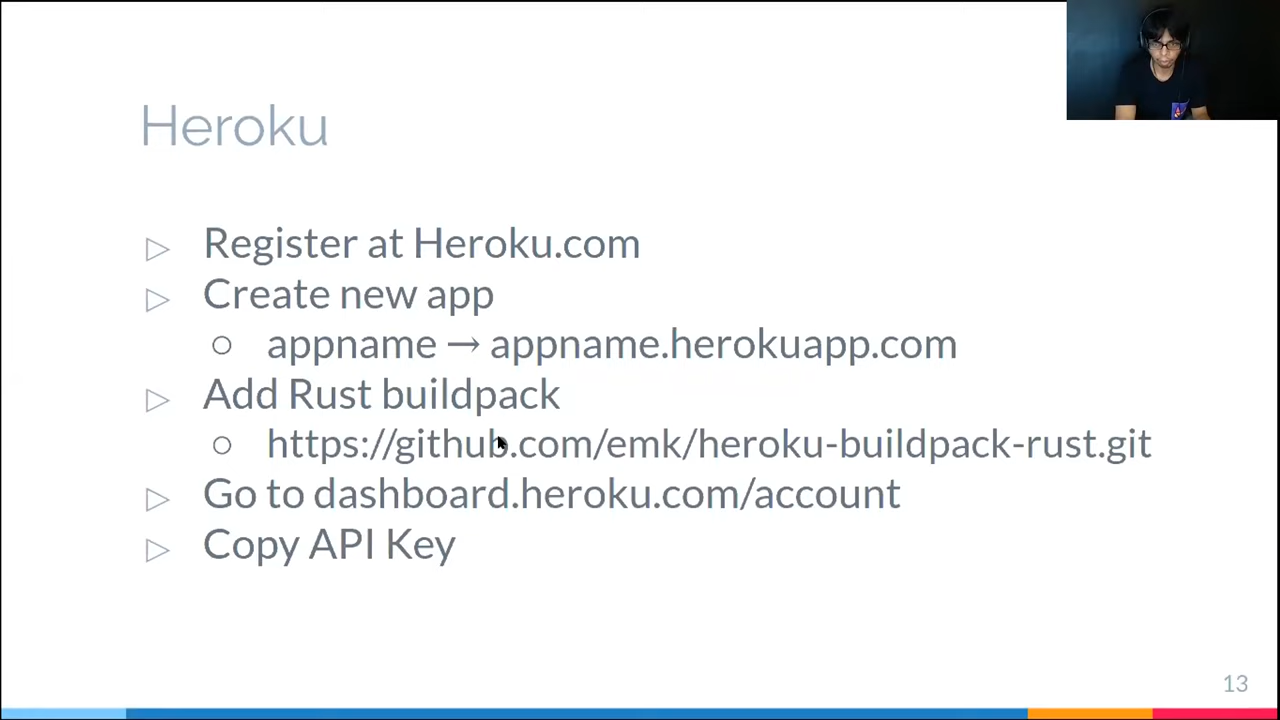 Heroku
Register at Heroku.com
Create new app
appname → appname.herokuapp.com
Add Rust buildpack
https://github.com/emk/heroku-buildpack-rust.git
Go to dashboard.heroku.com/account
Copy API Key
13